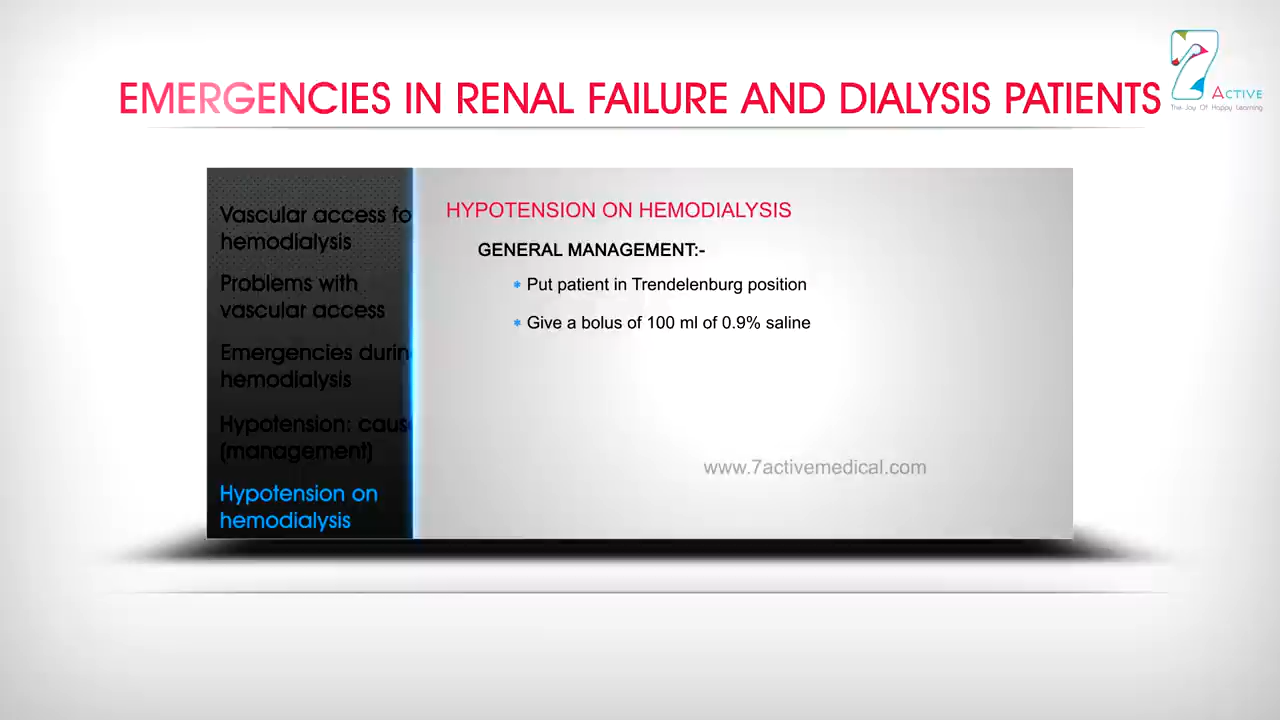 EMERGENCIES IN RENAL FAILURE AND DIALYSIS PATIENTS
7 ACTIVE
The Joy Of Happy Learning
Vascular access fo
hemodialysis
Problems with
vascular access
Emergencies durin
hemodialysis
Hypotension: caus
(management)
Hypotension on
hemodialysis
HYPOTENSION ON HEMODIALYSIS
GENERAL MANAGEMENT:-
* Put patient in Trendelenburg position
* Give a bolus of 100 ml of 0.9% saline
www.7activemedical.com